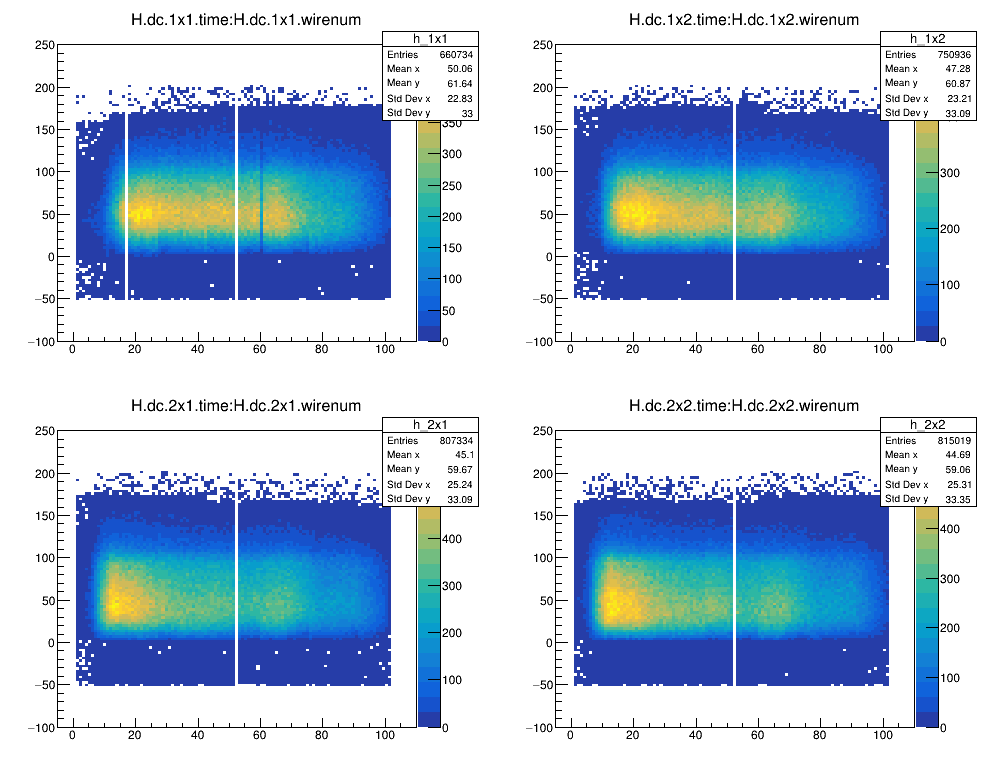 H.dc.1x1.time:H.dc.1x1.wirenum
h_1x1
Entries 660734
Mean x 50.06
Mean y 61.64
Std Dev x 22.83
Std Dev y 33
250
200
150
100
50
0
−50
−100
0 20 40 60 80 100
350
300
250
200
150
100
50
0
H.dc.1x2.time:H.dc.1x2.wirenum
h_1x2
Entries 750936
Mean x 47.28
Mean y 60.87
Std Dev x 23.21
Std Dev y 33.09
250
200
150
100
50
0
−50
−100
0 20 40 60 80 100
300
200
100
0
H.dc.2x1.time:H.dc.2x1.wirenum
h_2x1
Entries 807334
Mean x 45.1
Mean y 59.67
Std Dev x 25.24
Std Dev y 33.09
250
200
150
100
50
0
−50
−100
0 20 40 60 80 100
400
300
200
100
0
H.dc.2x2.time:H.dc.2x2.wirenum
h_2x2
Entries 815019
Mean x 44.69
Mean y 59.06
Std Dev x 25.31
Std Dev y 33.35
250
200
150
100
50
0
−50
−100
0 20 40 60 80 100
400
300
200
100
0